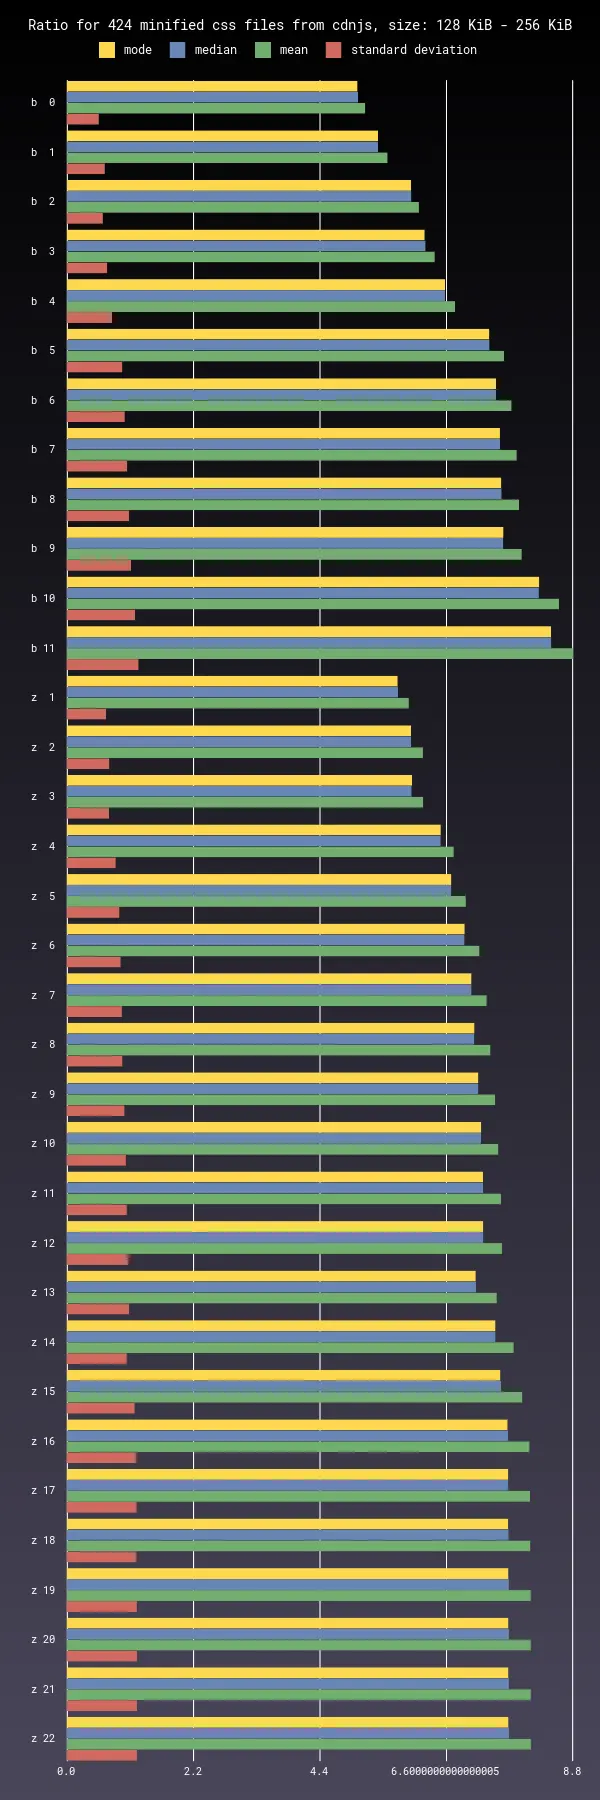 Ratio for 424 minified css files from cdnjs, size: 128 KiB - 256 KiB
mode median mean standard deviation
b 0
b 1
b 2
b 3
b 4
b 5
b 6
b 7
b 8
b 9
b 10
b 11
z 1
z 2
z 3
z 4
z 5
z 6
z 7
z 8
z 9
z 10
z 11
z 12
z 13
z 14
z 15
z 16
z 17
z 18
z 19
z 20
z 21
z 22
0.0 2.2 4.4 6.6000000000000005 8.8